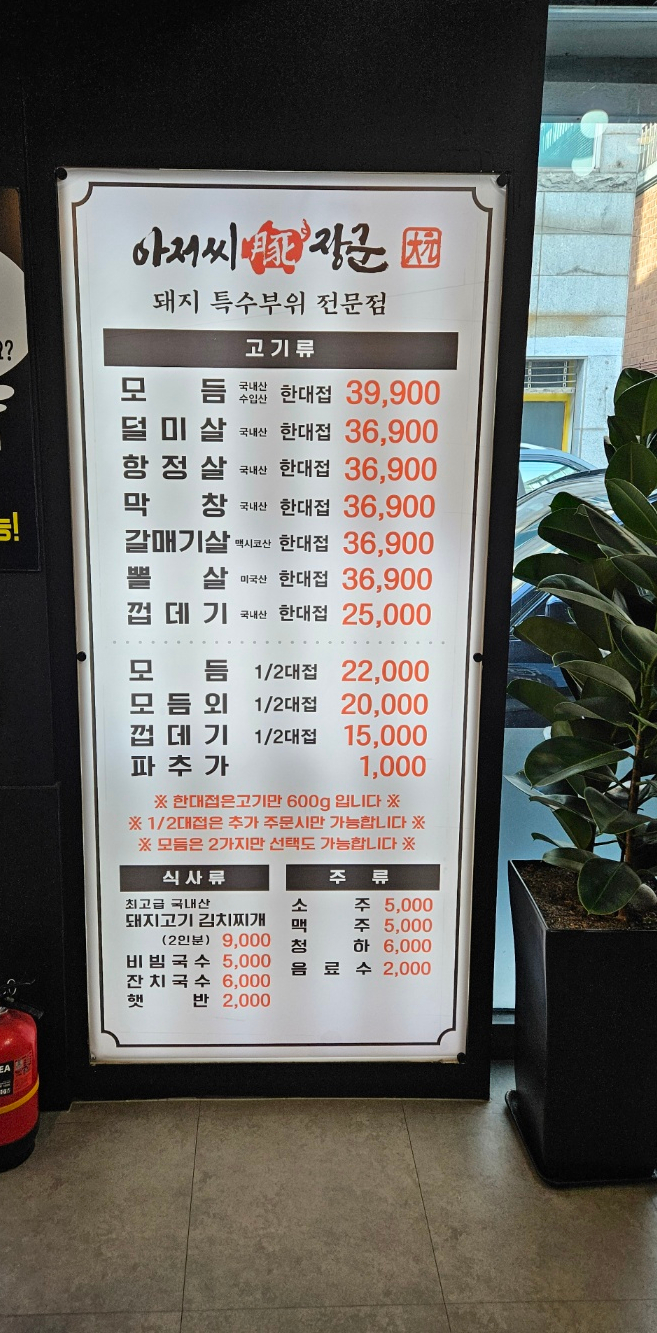 아저씨 豚 장군 大元
돼지 특수부위 전문점
고기류
모듬 국내산 수입산 한대접 39,900
덜미살 국내산 한대접 36,900
항정살 국내산 한대접 36,900
막창 국내산 한대접 36,900
갈매기살 멕시코산 한대접 36,900
뽈살 미국산 한대접 36,900
껍데기 국내산 한대접 25,000
모듬 1/2대접 22,000
모듬외 1/2대접 20,000
껍데기 1/2대접 15,000
파추가 1,000
※ 한대접은고기만 600g 입니다 ※
※ 1/2대접은 추가 주문시만 가능합니다 ※
※ 모듬은 2가지만 선택도 가능합니다 ※
식사류
최고급 국내산
돼지고기 김치찌개
(2인분) 9,000
비빔국수 5,000
잔치국수 6,000
햇반 2,000
주류
소주 5,000
맥주 5,000
청하 6,000
음료수 2,000
?
능!
EA